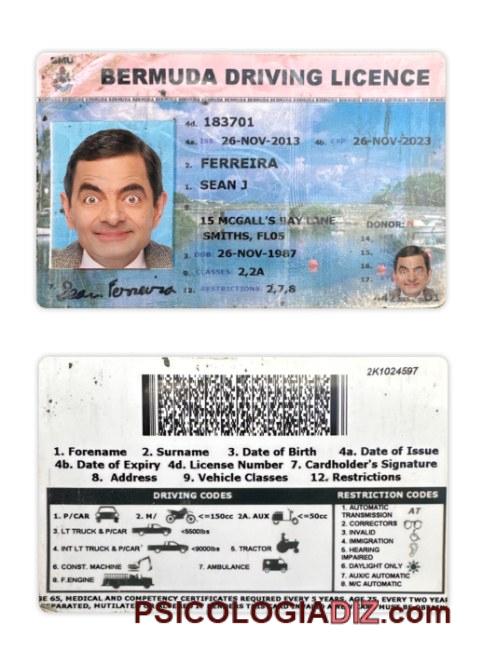 BMU
BERMUDA DRIVING LICENCE
4d. 183701
4a. ISS 26-NOV-2013 4b. EXP 26-NOV-2023
2. FERREIRA
1. SEAN J
8.
15 MCGALL'S BAY LANE
SMITHS, FL05
DONOR: N
14.
3. DOB 26-NOV-1987
15.
9. CLASSES: 2,2A
16.
12. RESTRICTIONS: 2,7,8
17.
7. Sean Ferreira
2K1024597
1. Forename 2. Surname 3. Date of Birth 4a. Date of Issue
4b. Date of Expiry 4d. License Number 7. Cardholder's Signature
8. Address 9. Vehicle Classes 12. Restrictions
DRIVING CODES
1. P/CAR 2. M/ <=150cc 2A. AUX <=50cc
3. LT TRUCK & P/CAR <5500lbs
4. INT LT TRUCK & P/CAR <9000lbs 5. TRACTOR
6. CONST. MACHINE 7. AMBULANCE
8. F.ENGINE
RESTRICTION CODES
1. AUTOMATIC TRANSMISSION AT
2. CORRECTORS
3. INVALID
4. IMMIGRATION
5. HEARING
IMPAIRED
6. DAYLIGHT ONLY
7. AUX/C AUTOMATIC
8. M/C AUTOMATIC
GE 65, MEDICAL AND COMPETENCY CERTIFICATES REQUIRED EVERY 5 YEARS, AGE 75, EVERY TWO YEA
PSICOLOGIADIZ.com